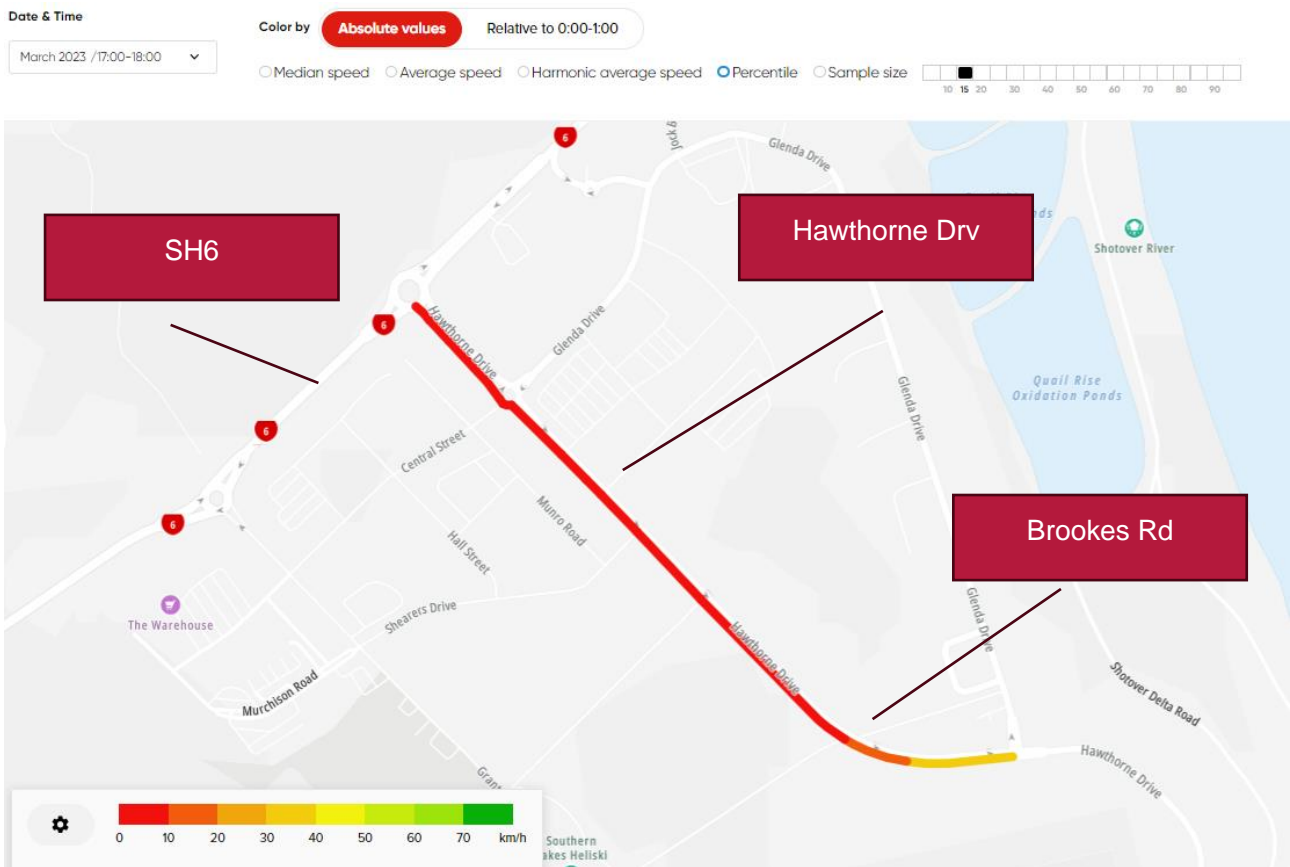 Date & Time
March 2023 /17:00-18:00
Color by
Absolute values
Relative to 0:00-1:00
Median speed
Average speed
Harmonic average speed
Percentile
Sample size
10 15 20 30 40 50 60 70 80 90
6
Jock &
Glenda Drive
SH6
Hawthorne Drv
nds
Shotover River
6
Hawthorne Drive
Glenda Drive
Glenda Drive
Quail Rise
Oxidation Ponds
6
Central Street
6
Munro Road
Hall Street
Brookes Rd
The Warehouse
Shearers Drive
Glenda Drive
Hawthorne Drive
Murchison Road
Shotover Delta Road
Hawthorne Drive
Grant
0 10 20 30 40 50 60 70 km/h
Southern
akes Heliski